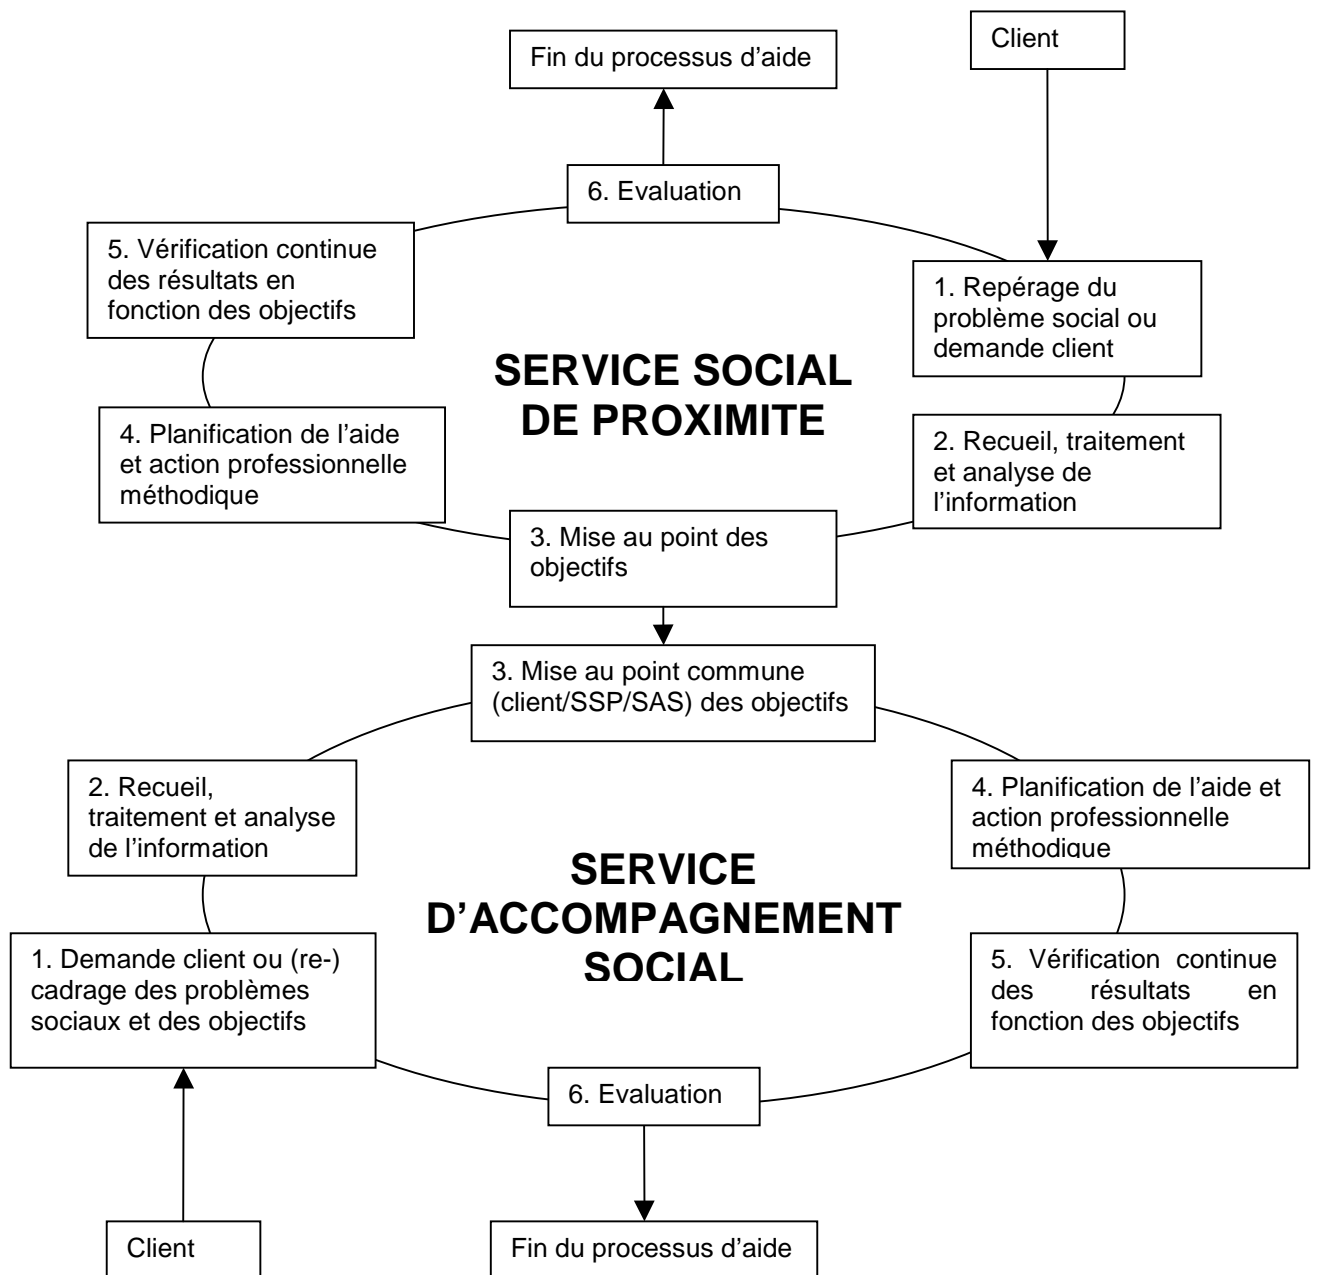 Client
Fin du processus d’aide
6. Evaluation
5. Vérification continue
des résultats en
fonction des objectifs
1. Repérage du
problème social ou
demande client
SERVICE SOCIAL
DE PROXIMITE
4. Planification de l’aide
et action professionnelle
méthodique
2. Recueil, traitement
et analyse de
l’information
3. Mise au point des
objectifs
3. Mise au point commune
(client/SSP/SAS) des objectifs
2. Recueil,
traitement et analyse
de l’information
4. Planification de l’aide et
action professionnelle
méthodique
SERVICE
D’ACCOMPAGNEMENT
SOCIAL
1. Demande client ou (re-)
cadrage des problèmes
sociaux et des objectifs
5. Vérification continue
des résultats en
fonction des objectifs
6. Evaluation
Client
Fin du processus d’aide